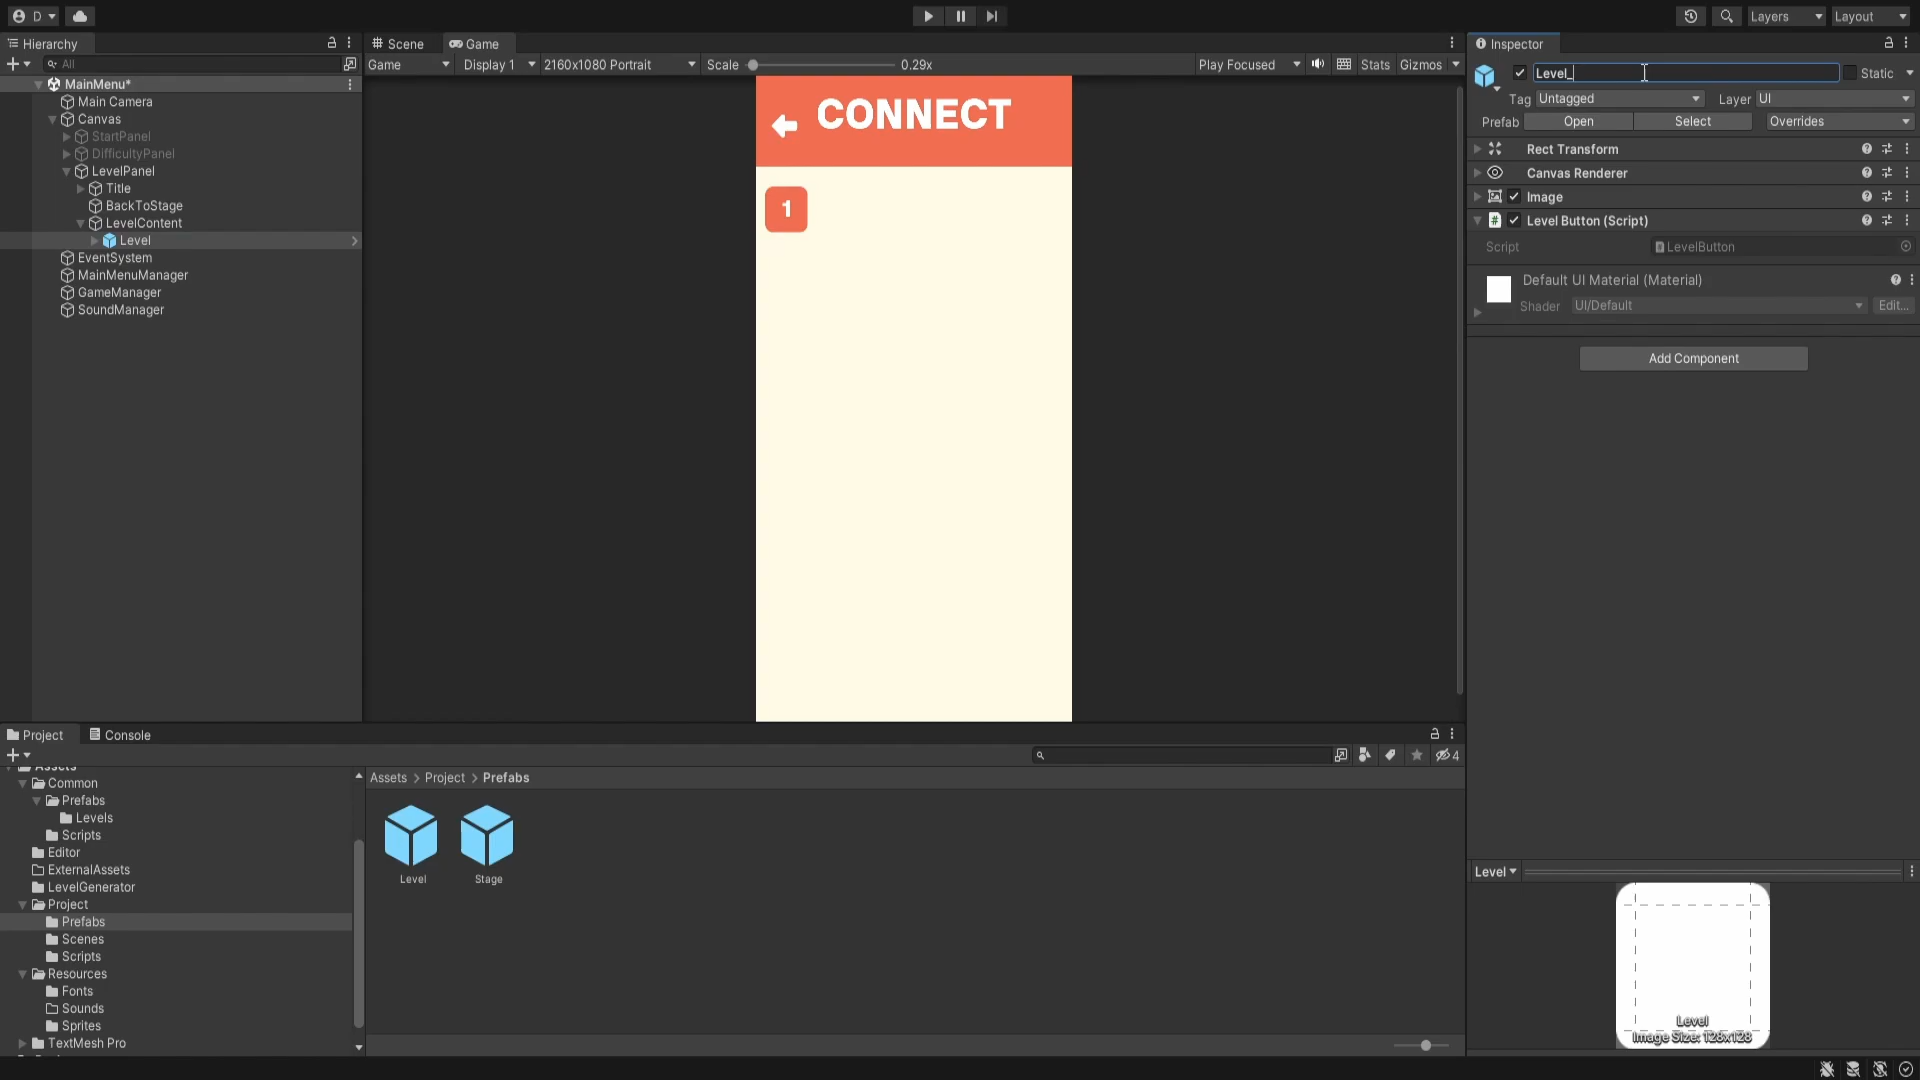 D
Layers
Layout
Hierarchy
Scene
Game
Inspector
All
Game
Display 1
2160x1080 Portrait
Scale
0.29x
Play Focused
Stats
Gizmos
Level_
Static
MainMenu*
Main Camera
Canvas
StartPanel
DifficultyPanel
LevelPanel
Title
BackToStage
LevelContent
Level
EventSystem
MainMenuManager
GameManager
SoundManager
CONNECT
1
Tag
Untagged
Layer
UI
Prefab
Open
Select
Overrides
Rect Transform
Canvas Renderer
Image
# Level Button (Script)
Script
LevelButton
Default UI Material (Material)
Shader
UI/Default
Edit...
Add Component
Project
Console
4
Assets
Common
Prefabs
Levels
Scripts
Editor
ExternalAssets
LevelGenerator
Project
Prefabs
Scenes
Scripts
Resources
Fonts
Sounds
Sprites
TextMesh Pro
Assets > Project > Prefabs
Level
Stage
Level
Level
Image Size: 128x128